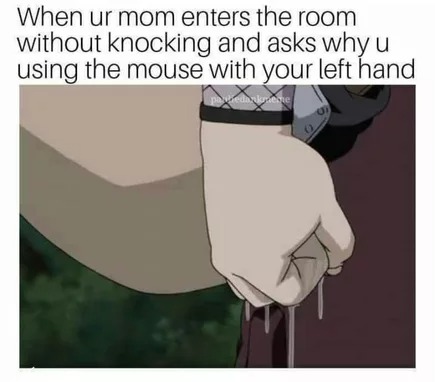 When ur mom enters the room
without knocking and asks why u
using the mouse with your left hand